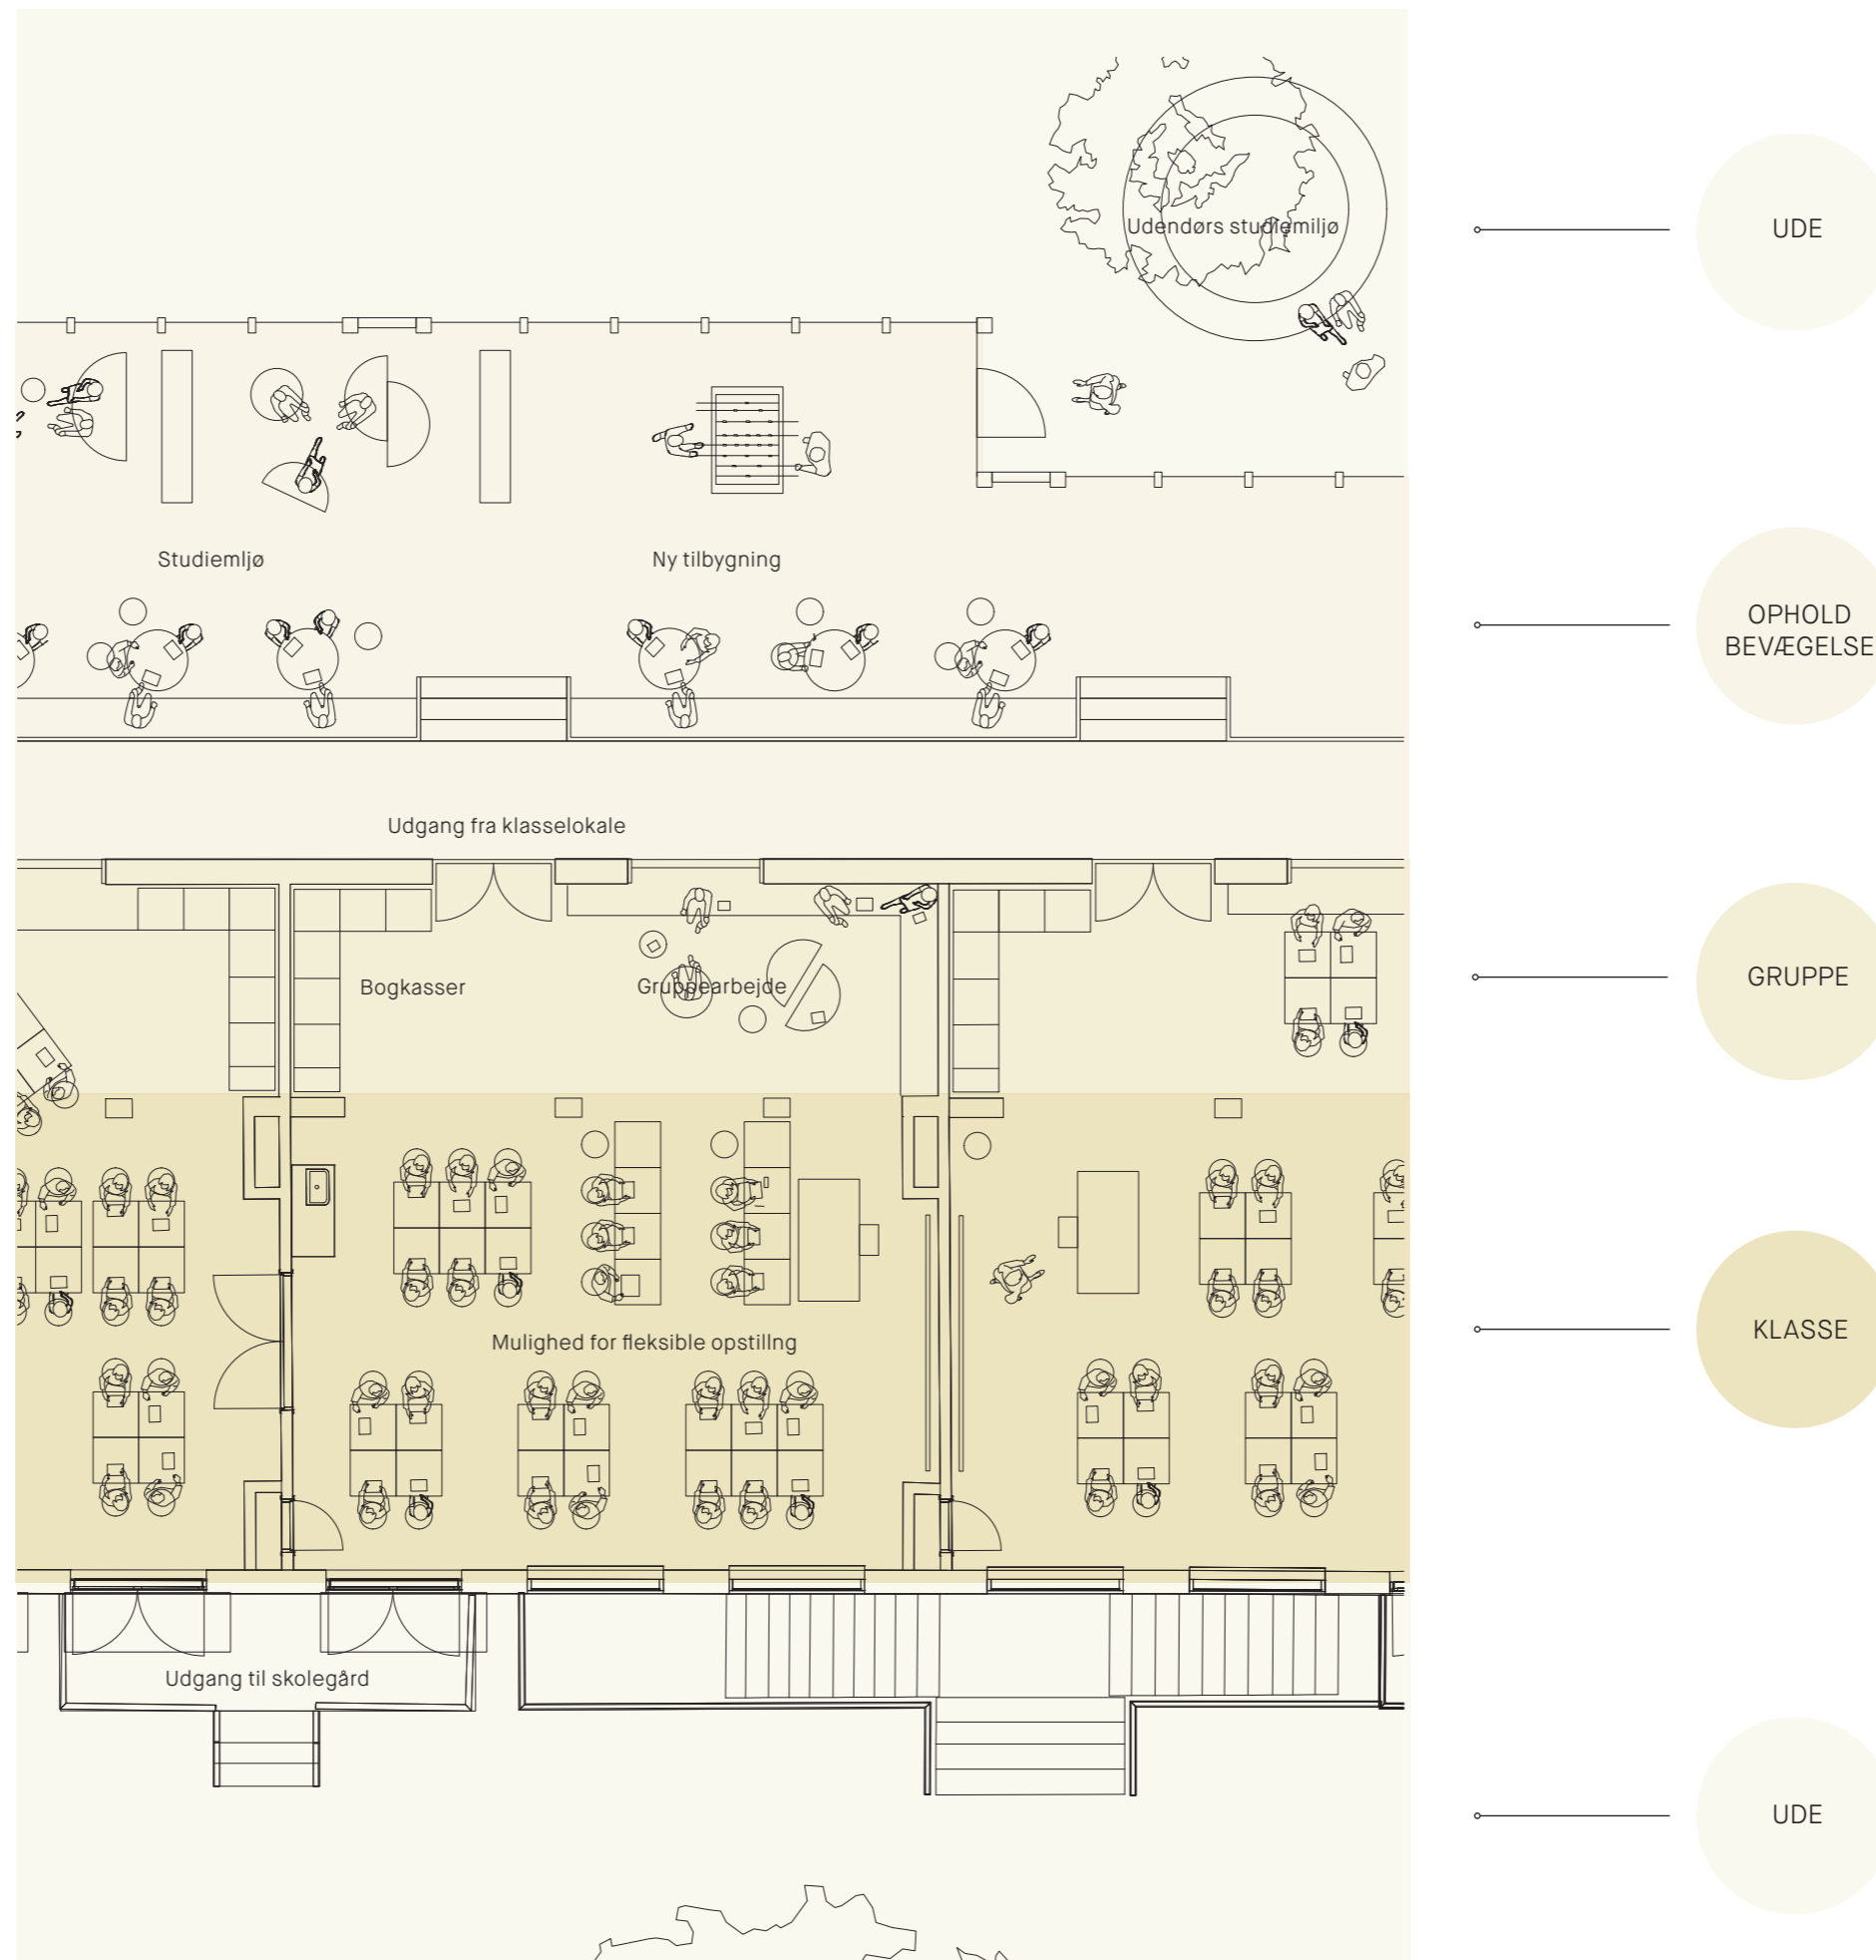 Udendørs studiemiljø
UDE
Studiemljø
Ny tilbygning
OPHOLD
BEVÆGELSE
Udgang fra klasselokale
Bogkasser
Gruppearbejde
GRUPPE
Mulighed for fleksible opstillng
KLASSE
Udgang til skolegård
UDE